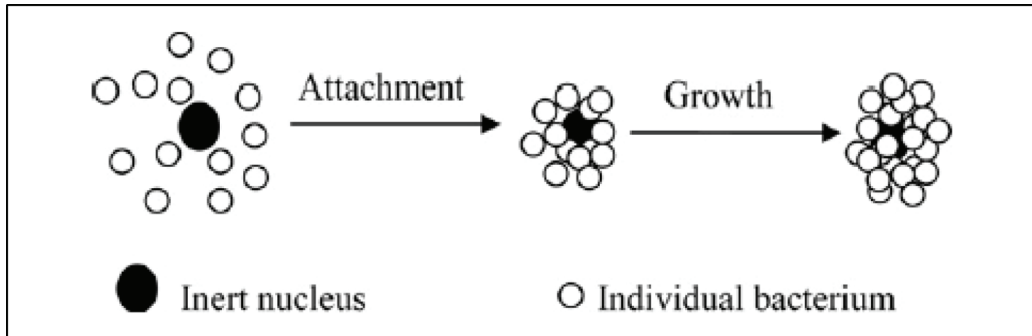 Attachment
Growth
Inert nucleus
Individual bacterium